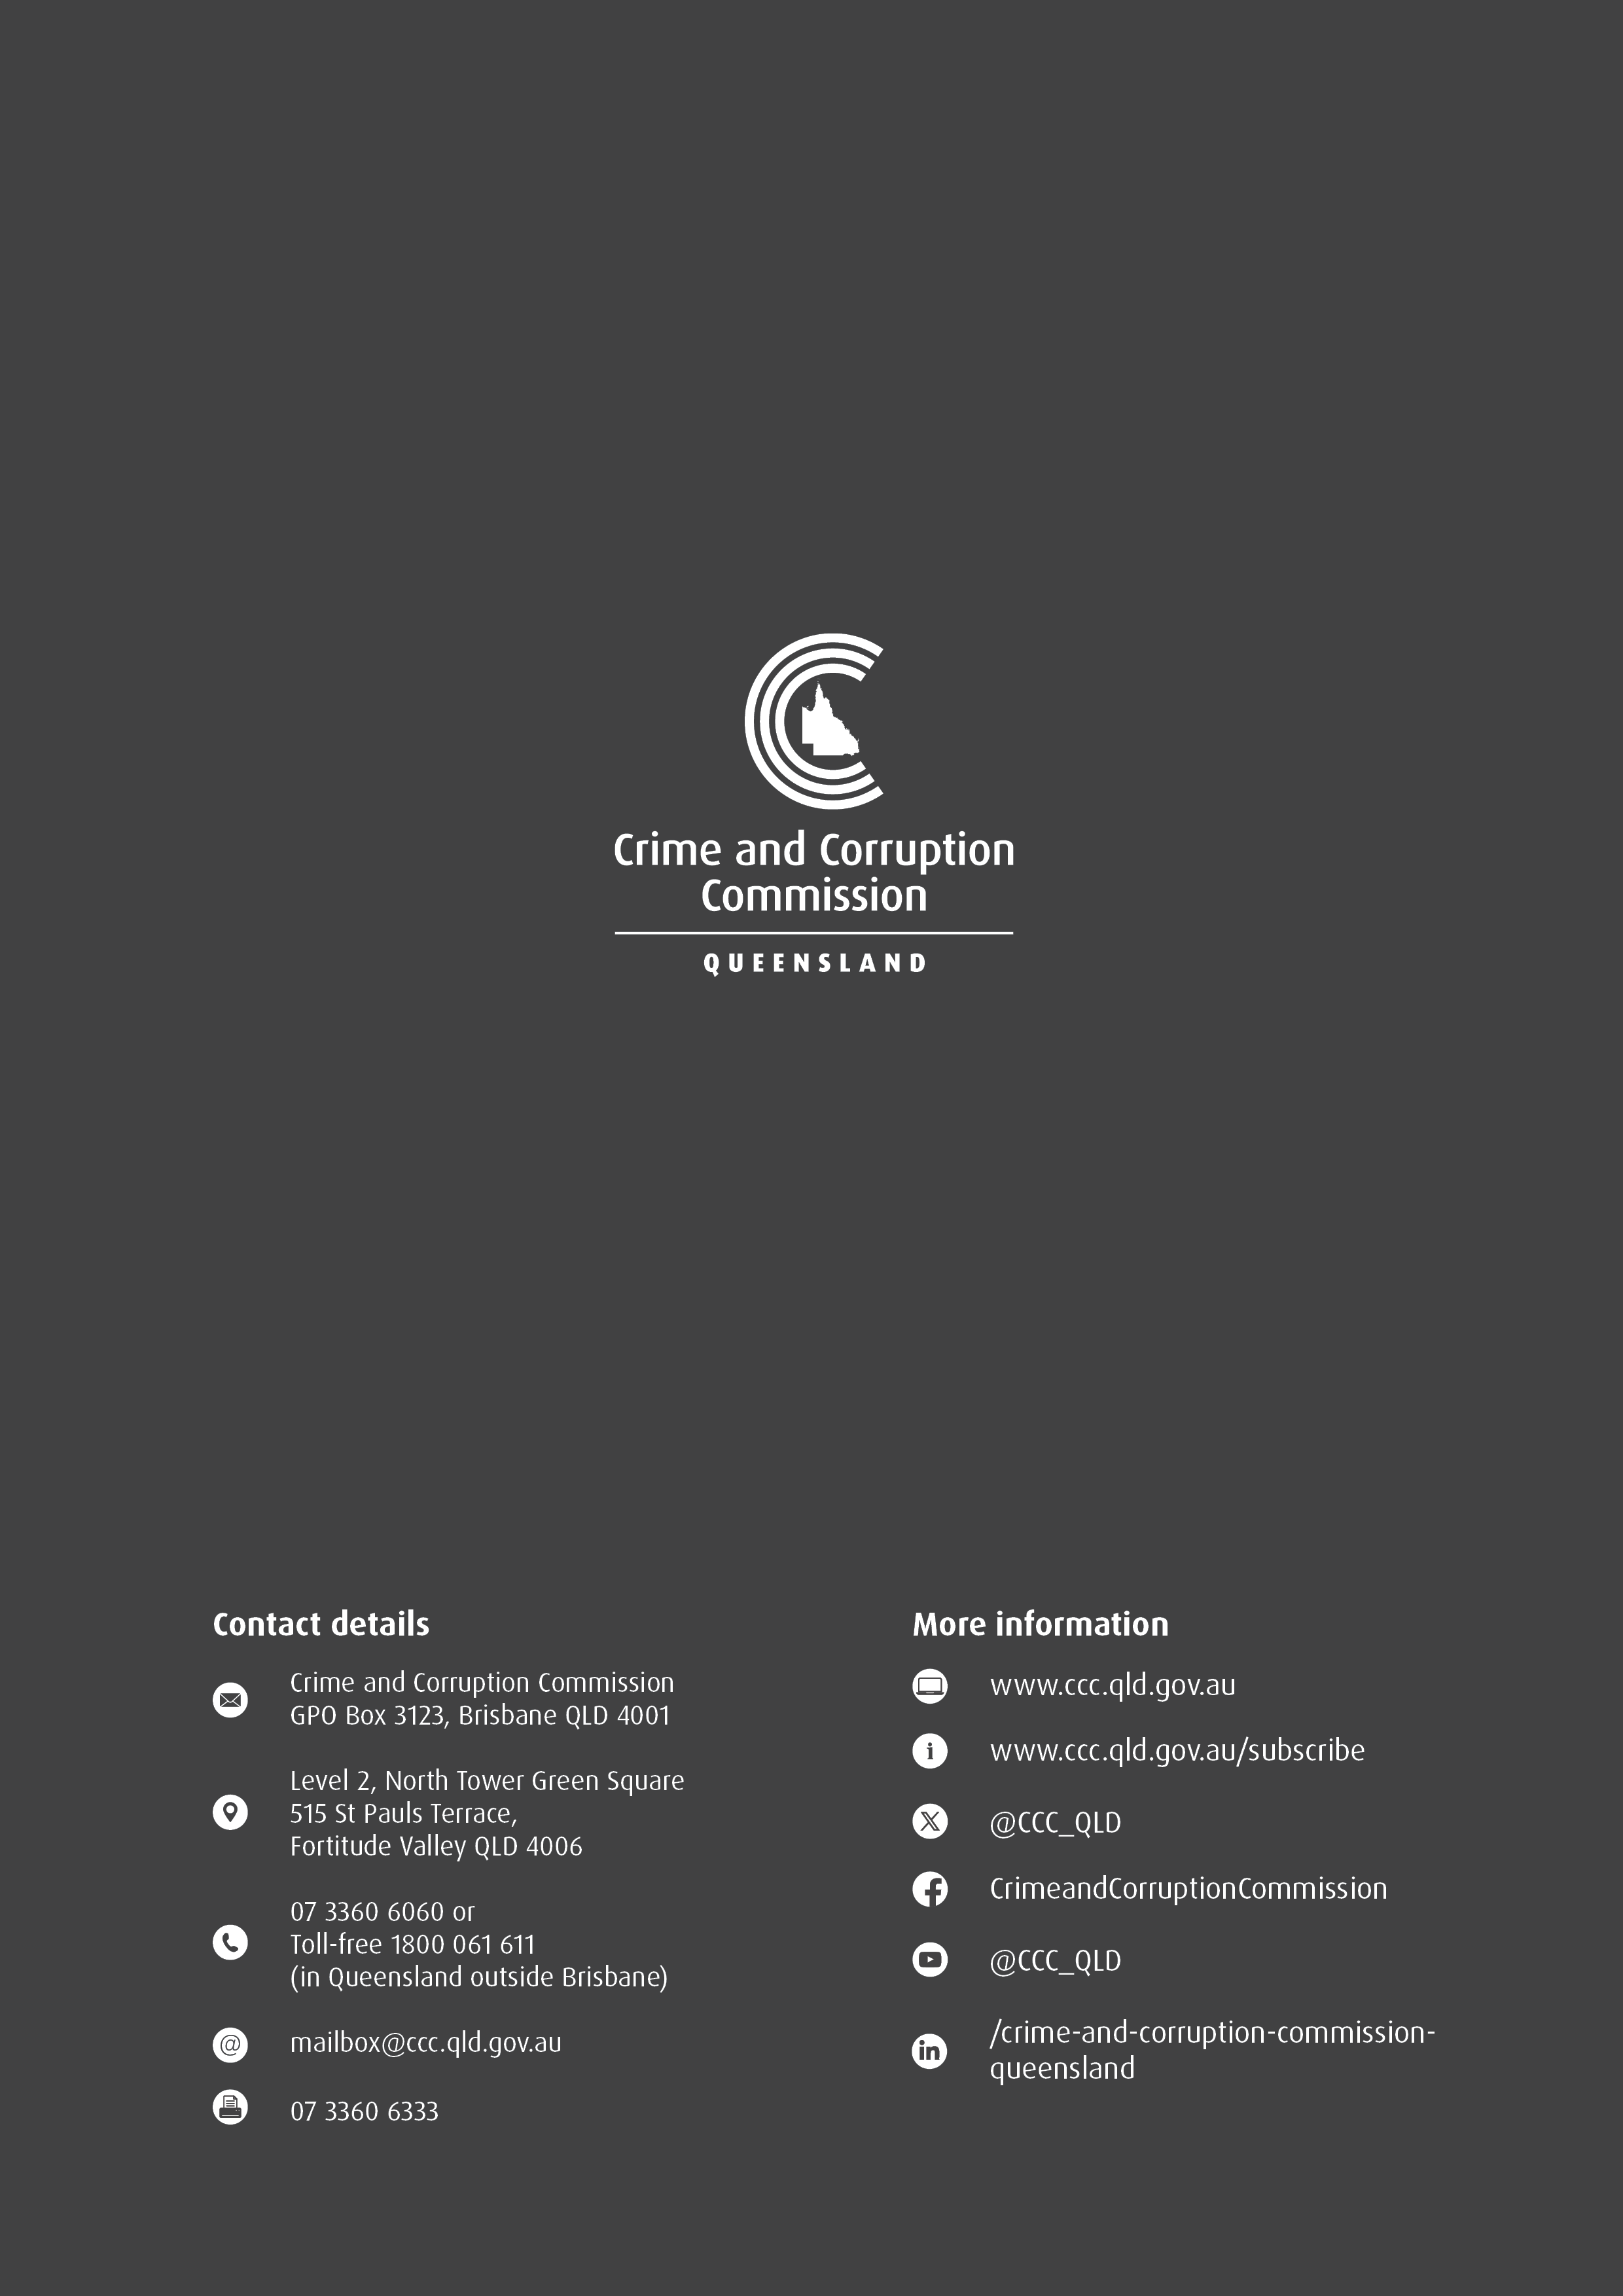 Crime and Corruption
Commission
QUEENSLAND
Contact details
Crime and Corruption Commission
GPO Box 3123, Brisbane QLD 4001
Level 2, North Tower Green Square
515 St Pauls Terrace,
Fortitude Valley QLD 4006
07 3360 6060 or
Toll-free 1800 061 611
(in Queensland outside Brisbane)
mailbox@ccc.qld.gov.au
07 3360 6333
More information
www.ccc.qld.gov.au
www.ccc.qld.gov.au/subscribe
@CCC_QLD
CrimeandCorruptionCommission
@CCC_QLD
/crime-and-corruption-commission-
queensland